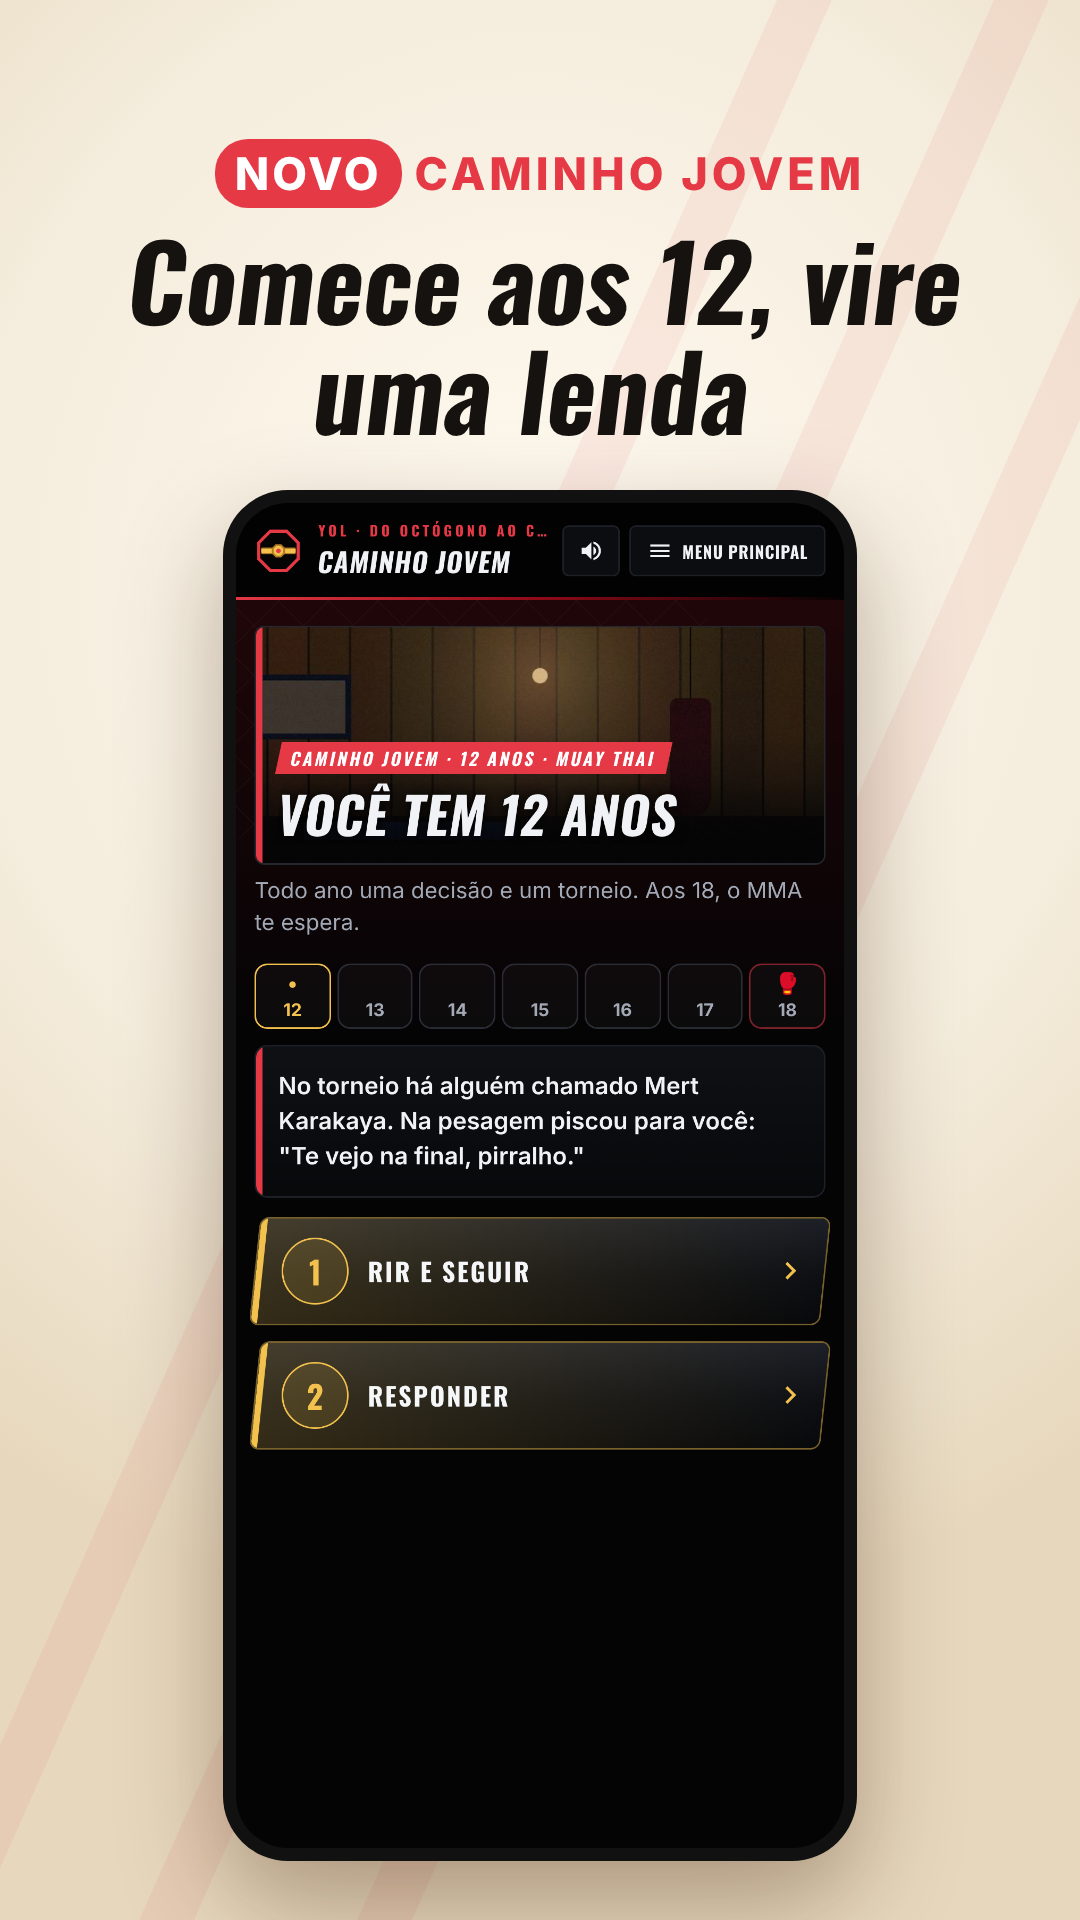 NOVO CAMINHO JOVEM
Comece aos 12, vire
uma lenda
YOL · DO OCTÓGONO AO C...
CAMINHO JOVEM
MENU PRINCIPAL
CAMINHO JOVEM · 12 ANOS · MUAY THAI
VOCÊ TEM 12 ANOS
Todo ano uma decisão e um torneio. Aos 18, o MMA
te espera.
12 13 14 15 16 17 18
No torneio há alguém chamado Mert
Karakaya. Na pesagem piscou para você:
"Te vejo na final, pirralho."
1 RIR E SEGUIR
2 RESPONDER